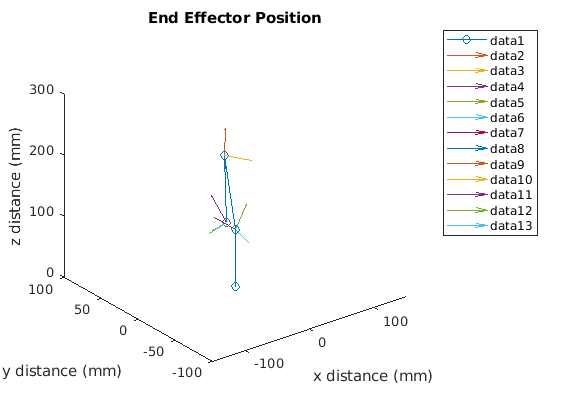 End Effector Position
data1
data2
data3
data4
data5
data6
data7
data8
data9
data10
data11
data12
data13
300
200
100
0
z distance (mm)
100
50
0
-50
-100
y distance (mm)
-100
0
100
x distance (mm)